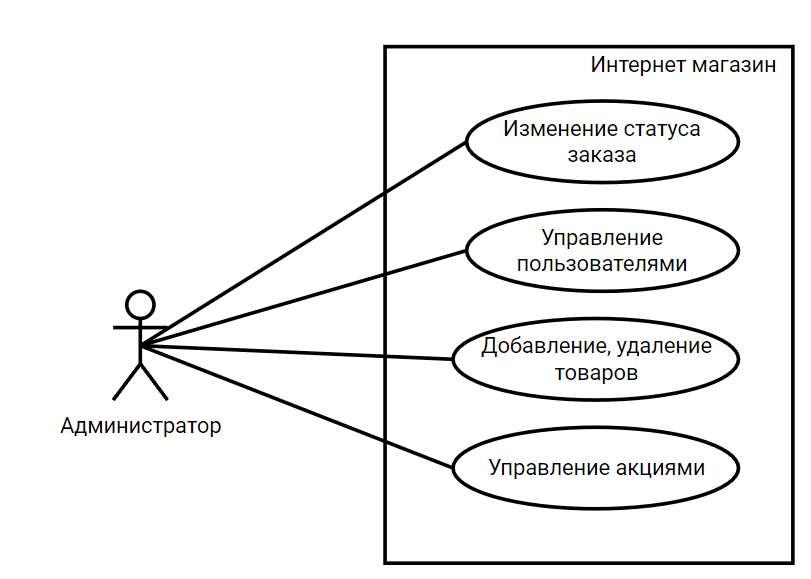 Интернет магазин
Изменение статуса
заказа
Управление
пользователями
Добавление, удаление
товаров
Администратор
Управление акциями